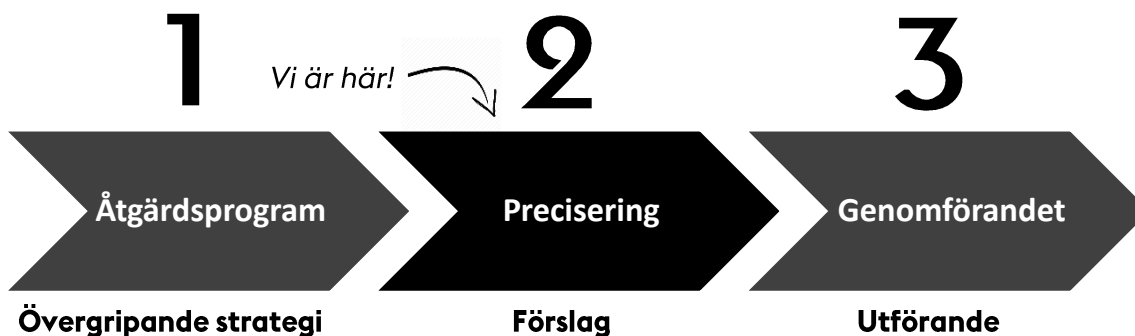 1
Vi är här!
2
3
Åtgärdsprogram
Precisering
Genomförandet
Övergripande strategi
Förslag
Utförande